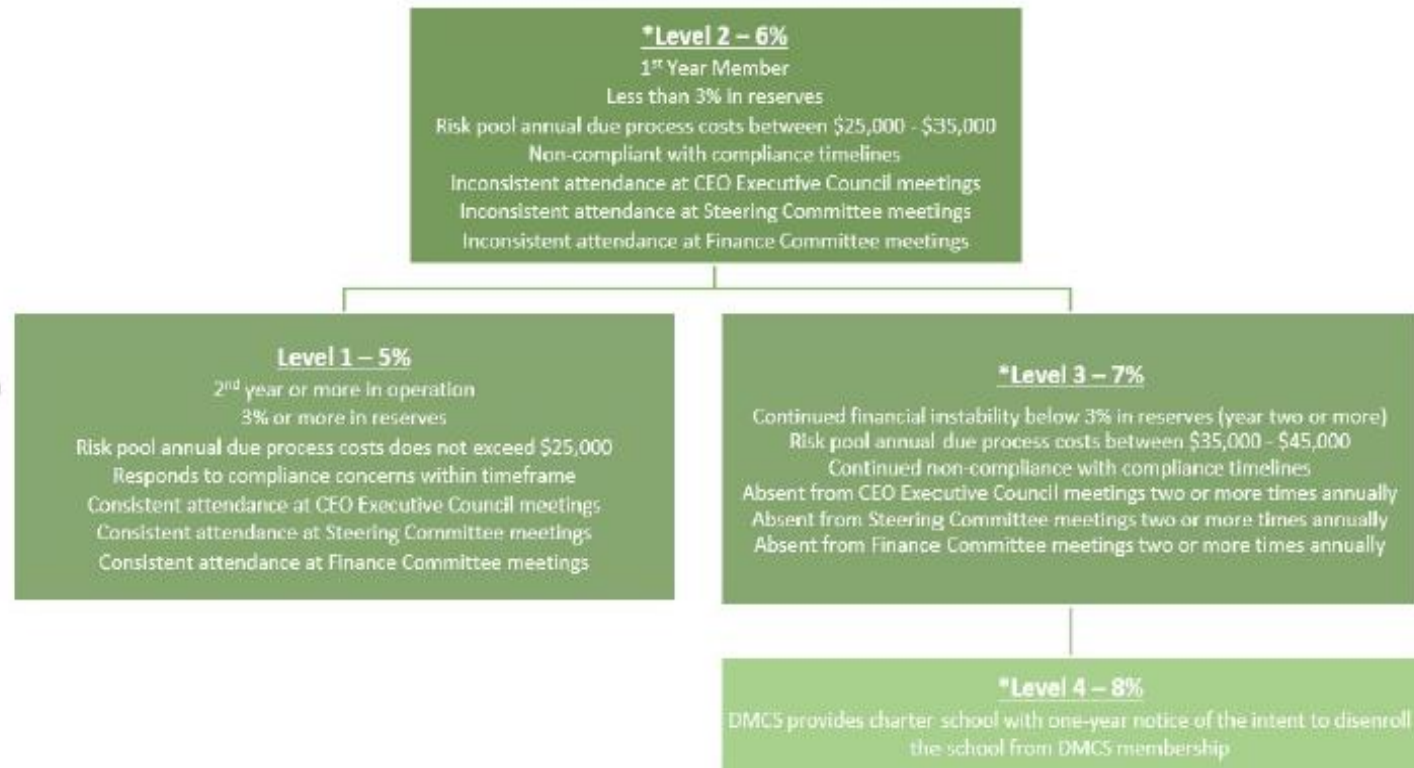 *Level 2 – 6%
1st Year Member
Less than 3% in reserves
Risk pool annual due process costs between $25,000 - $35,000
Non-compliant with compliance timelines
Inconsistent attendance at CEO Executive Council meetings
Inconsistent attendance at Steering Committee meetings
Inconsistent attendance at Finance Committee meetings
Level 1 – 5%
2nd year or more in operation
3% or more in reserves
Risk pool annual due process costs does not exceed $25,000
Responds to compliance concerns within timeframe
Consistent attendance at CEO Executive Council meetings
Consistent attendance at Steering Committee meetings
Consistent attendance at Finance Committee meetings
*Level 3 – 7%
Continued financial instability below 3% in reserves (year two or more)
Risk pool annual due process costs between $35,000 - $45,000
Continued non-compliance with compliance timelines
Absent from CEO Executive Council meetings two or more times annually
Absent from Steering Committee meetings two or more times annually
Absent from Finance Committee meetings two or more times annually
*Level 4 – 8%
DMCS provides charter school with one-year notice of the intent to disenroll
the school from DMCS membership